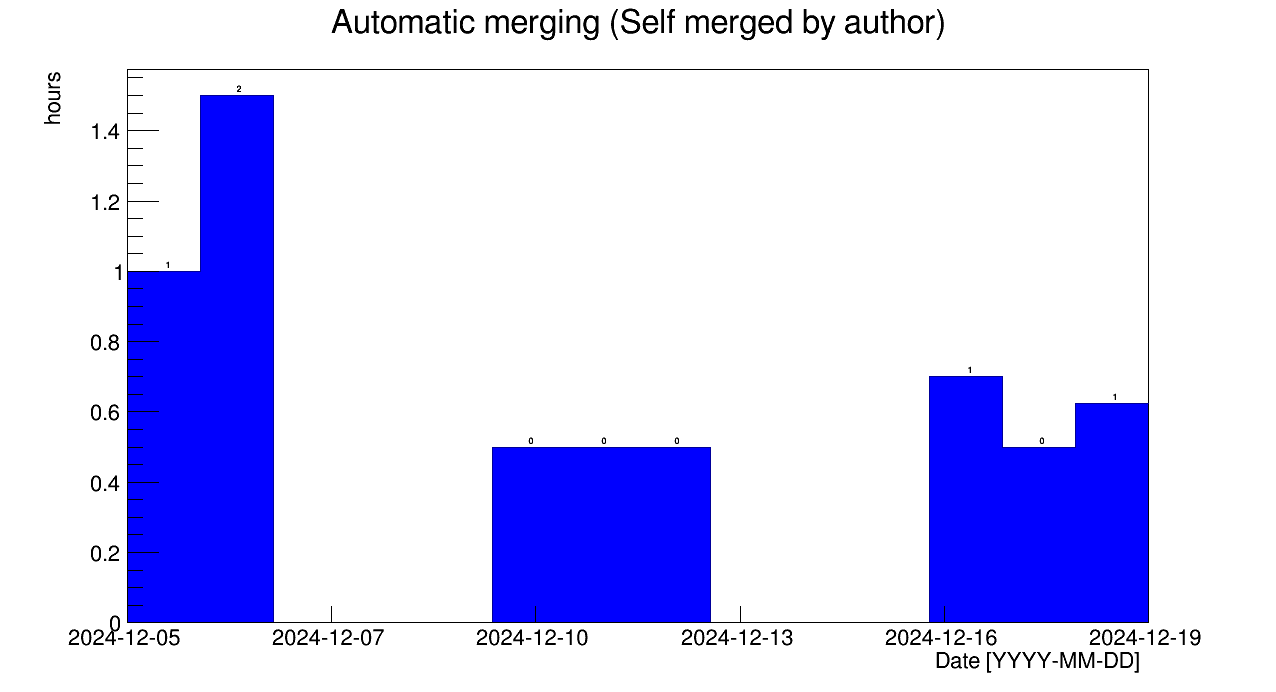 Automatic merging (Self merged by author)
hours
1.4
1.2
1
0.8
0.6
0.4
0.2
0
1 2 0 0 0 1 0 1
2024-12-05 2024-12-07 2024-12-10 2024-12-13 2024-12-16 2024-12-19
Date [YYYY-MM-DD]